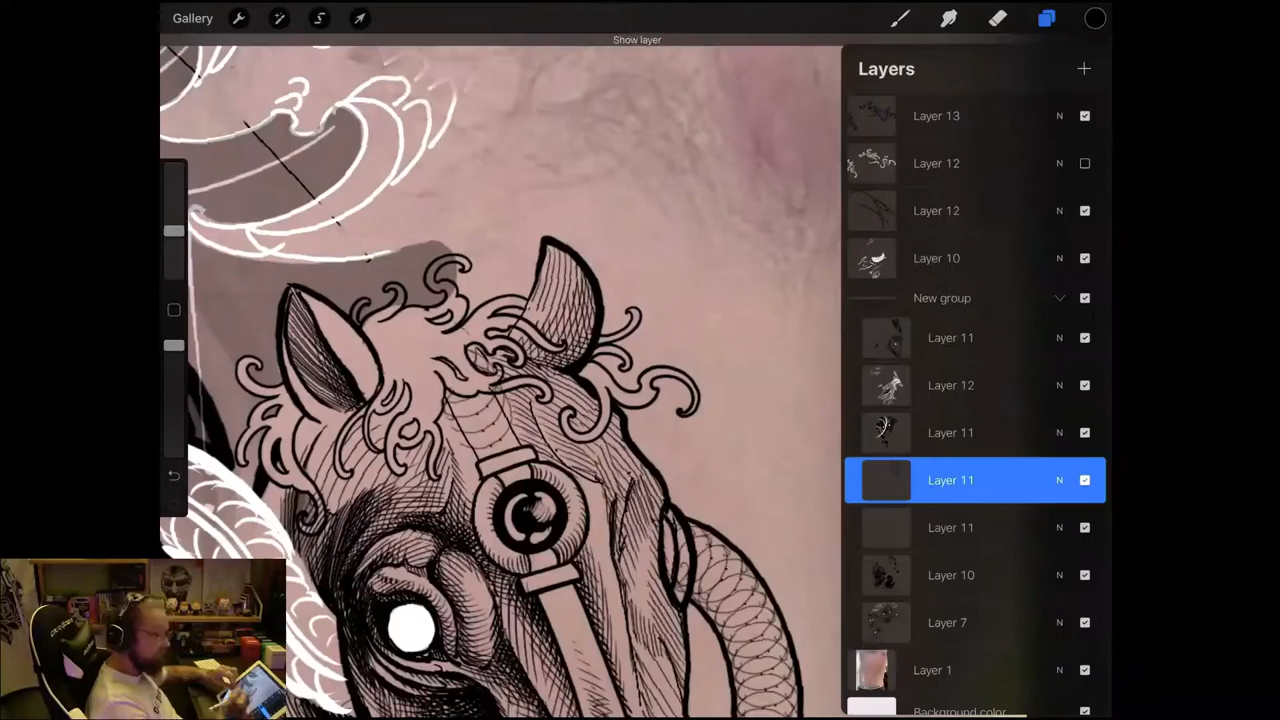 Gallery
Show layer
Layers
Layer 13 N
Layer 12 N
Layer 12 N
Layer 10 N
New group
Layer 11 N
Layer 12 N
Layer 11 N
Layer 11 N
Layer 11 N
Layer 10 N
Layer 7 N
Layer 1 N
Background color